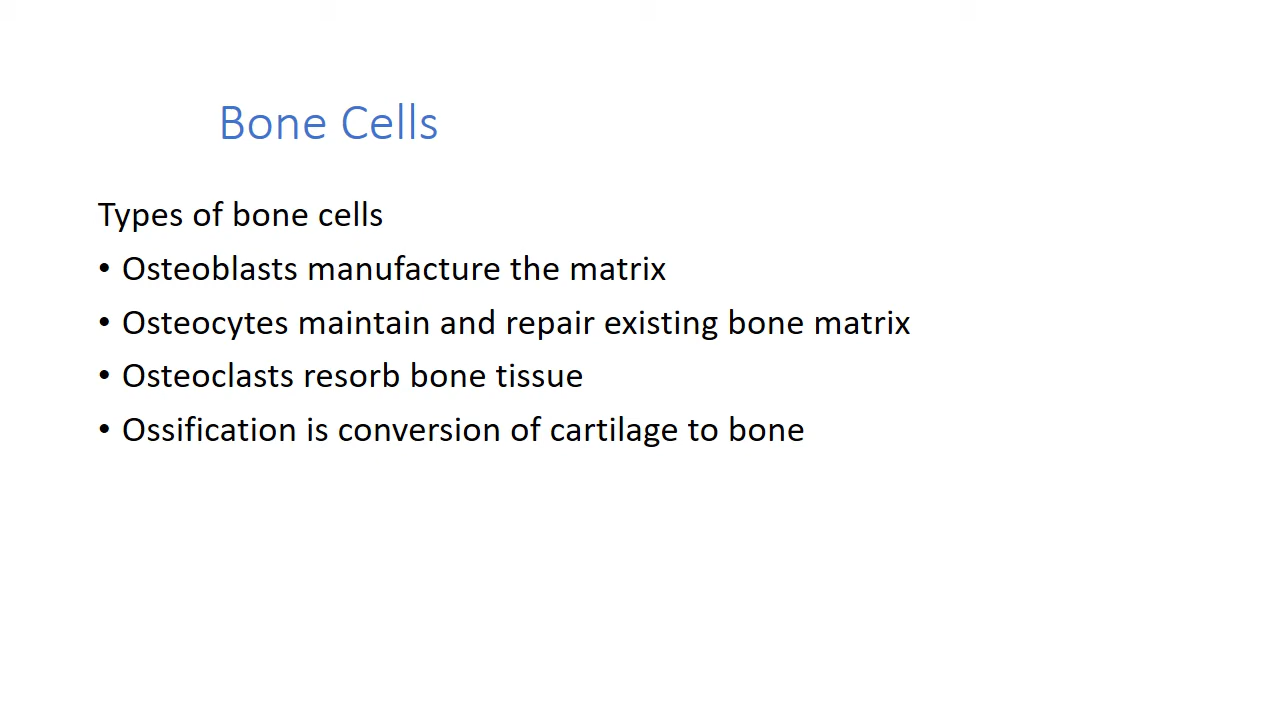 Bone Cells
Types of bone cells
• Osteoblasts manufacture the matrix
• Osteocytes maintain and repair existing bone matrix
• Osteoclasts resorb bone tissue
• Ossification is conversion of cartilage to bone